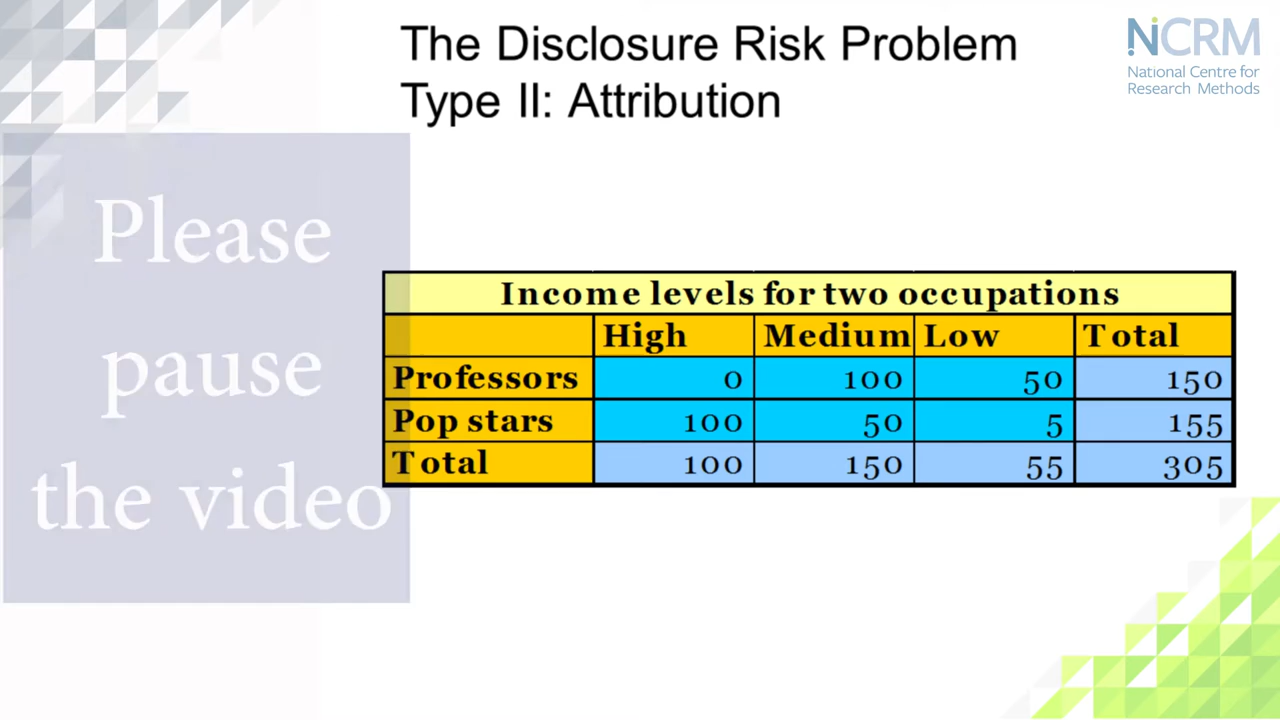 The Disclosure Risk Problem
Type II: Attribution
NCRM
National Centre for
Research Methods
Please
pause
the video
Income levels for two occupations
High Medium Low Total
Professors 0 100 50 150
Pop stars 100 50 5 155
Total 100 150 55 305